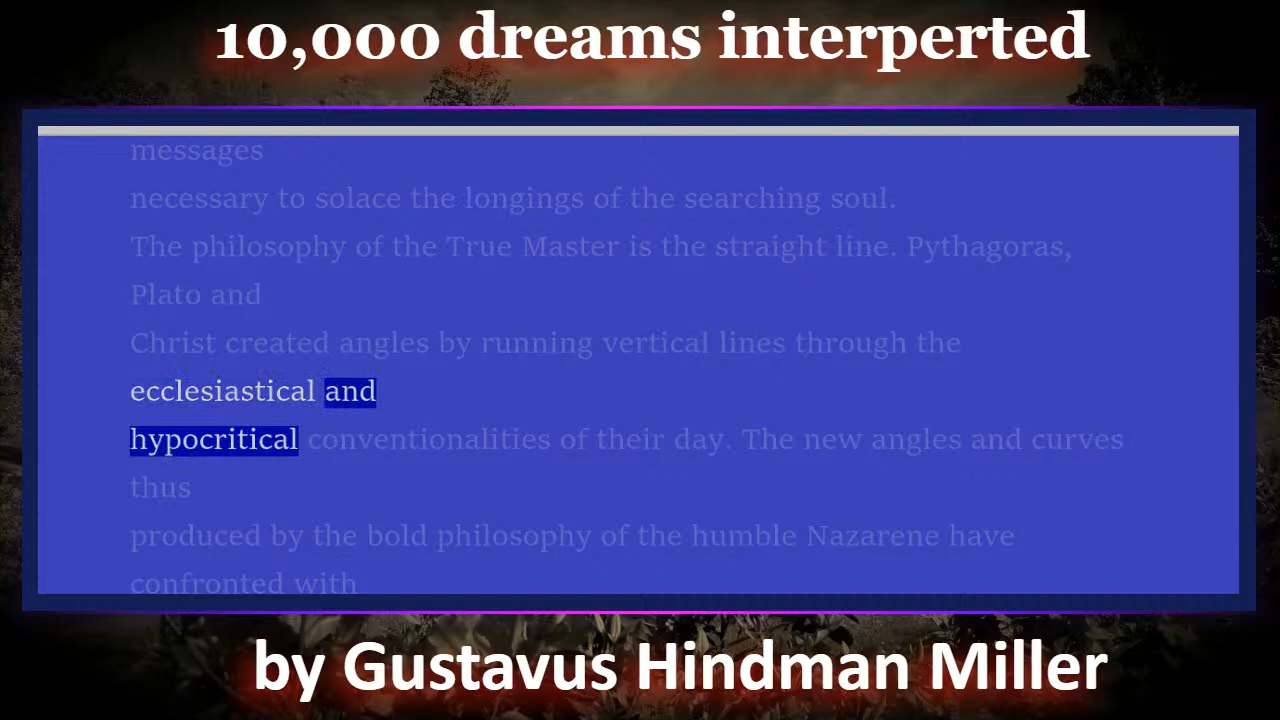 10,000 dreams interperted
messages
necessary to solace the longings of the searching soul.
The philosophy of the True Master is the straight line. Pythagoras,
Plato and
Christ created angles by running vertical lines through the
ecclesiastical and
hypocritical conventionalities of their day. The new angles and curves
thus
produced by the bold philosophy of the humble Nazarene have
confronted with
by Gustavus Hindman Miller